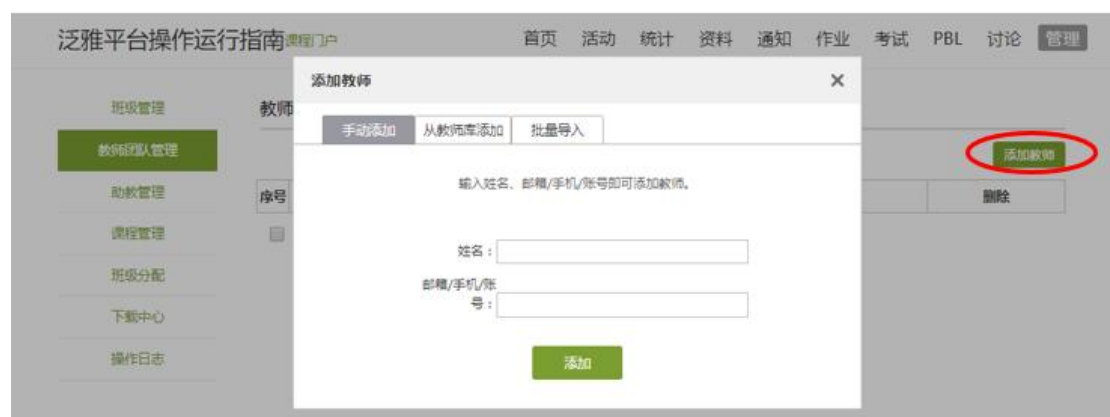 泛雅平台操作运行指南课程门户 首页 活动 统计 资料 通知 作业 考试 PBL 讨论 管理
添加教师 ×
班级管理 教师
手动添加 从教师库添加 批量导入
教师团队管理 添加教师
输入姓名、邮箱/手机/账号即可添加教师。
助教管理 序号 删除
课程管理
姓名：
班级分配
邮箱/手机/账
号：
下载中心
操作日志
添加